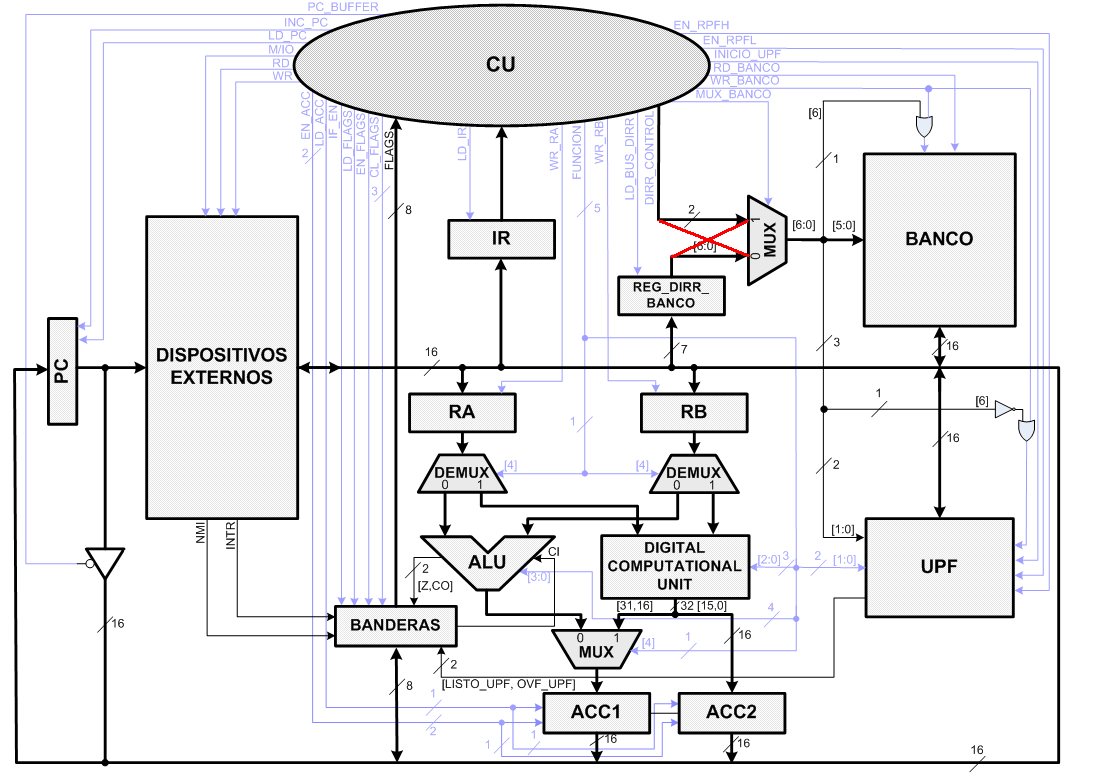 PC_BUFFER
INC_PC
LD_PC
M/IO
RD
WR
CU
EN_RPFH
EN_RPFL
INICIO_UPF
RD_BANCO
WR_BANCO
MUX_BANCO
EN_ACC
LD_ACC
IF_EN
LD_FLAGS
EN_FLAGS
CL_FLAGS
FLAGS
LD_IR
WR_RA
FUNCION
WR_RB
LD_BUS_DIRR
DIRR_CONTROL
2
3
8
5
[6]
1
IR
2
[6:0]
1
0
MUX
[6:0]
[5:0]
BANCO
REG_DIRR_
BANCO
7
3
16
PC
DISPOSITIVOS
EXTERNOS
16
RA
RB
1
[6]
1
DEMUX
0 1
[4]
[4]
DEMUX
0 1
2
16
NMI
INTR
ALU
CI
2
[Z,CO]
[3:0]
DIGITAL
COMPUTATIONAL
UNIT
[2:0]
3
2
[1:0]
[1:0]
UPF
[31,16]
32
[15,0]
4
16
BANDERAS
0 1
MUX
[4]
1
16
2
8
[LISTO_UPF, OVF_UPF]
1
2
1
1
ACC1
ACC2
16
16
16